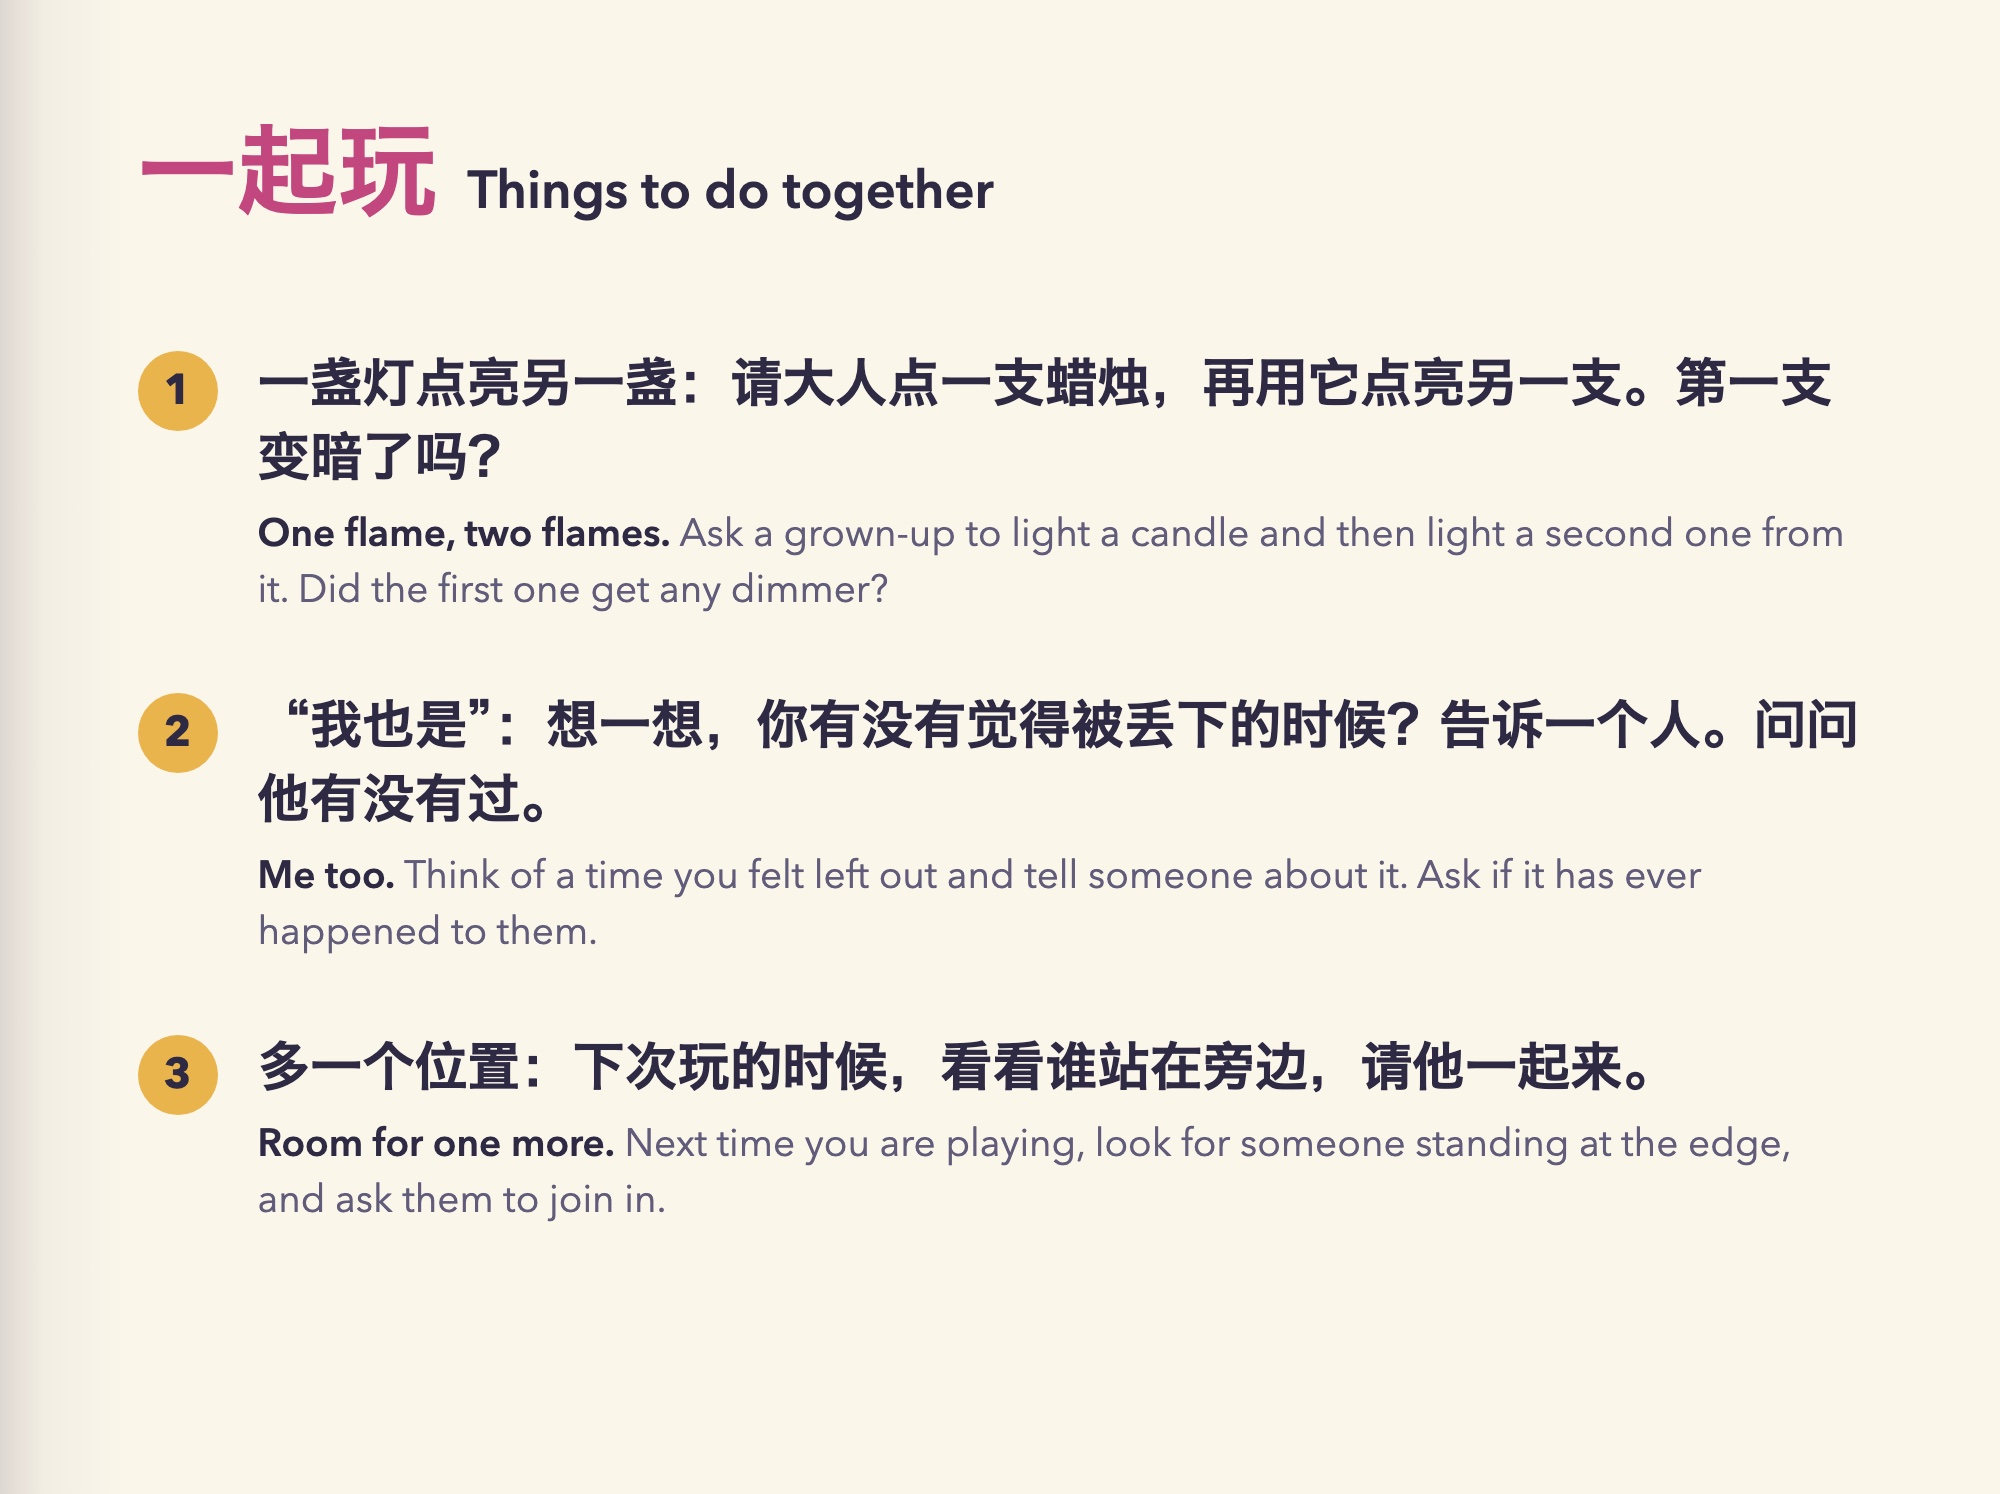 一起玩 Things to do together
1 一盏灯点亮另一盏：请大人点一支蜡烛，再用它点亮另一支。第一支
变暗了吗？
One flame, two flames. Ask a grown-up to light a candle and then light a second one from
it. Did the first one get any dimmer?
2 “我也是”：想一想，你有没有觉得被丢下的时候？告诉一个人。问问
他有没有过。
Me too. Think of a time you felt left out and tell someone about it. Ask if it has ever
happened to them.
3 多一个位置：下次玩的时候，看看谁站在旁边，请他一起来。
Room for one more. Next time you are playing, look for someone standing at the edge,
and ask them to join in.